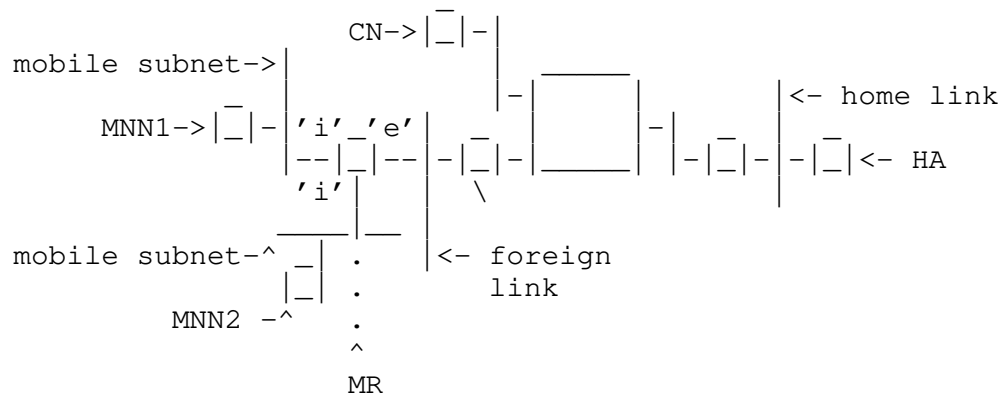 CN->
mobile subnet->
<- home link
MNN1-> 'i' 'e'
<- HA
'i'
mobile subnet-^ <- foreign
link
MNN2 -^
^
MR